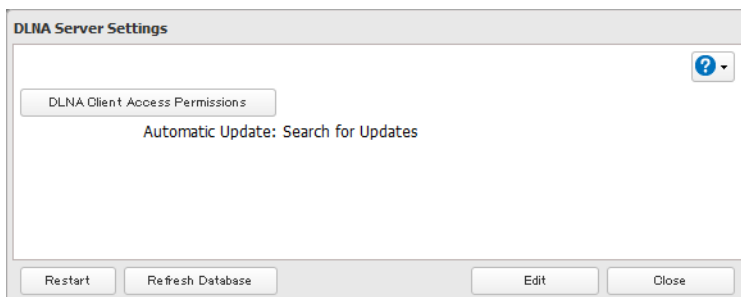 DLNA Server Settings
?
DLNA Client Access Permissions
Automatic Update: Search for Updates
Restart Refresh Database Edit Close